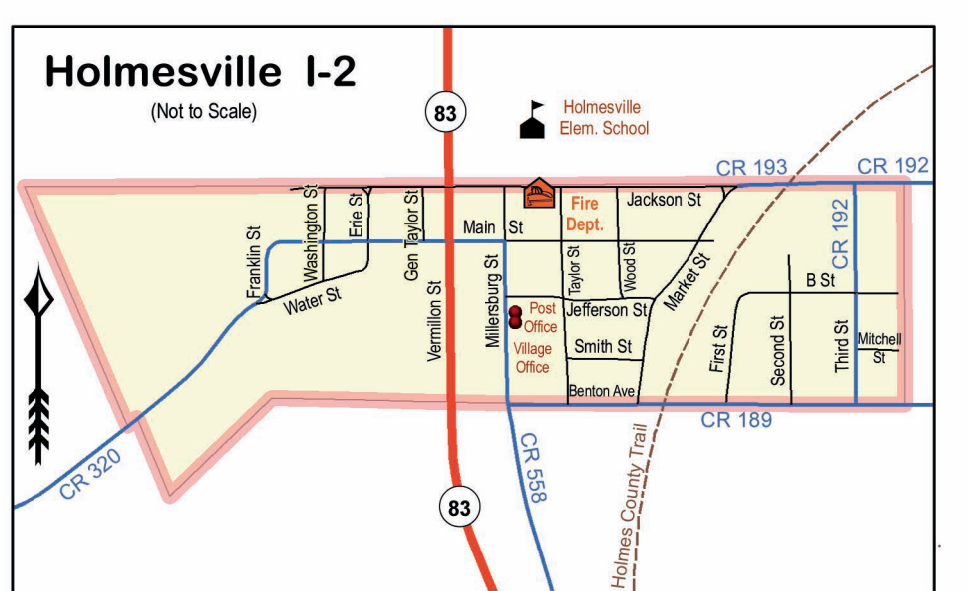 Holmesville I-2
(Not to Scale)
83
Holmesville
Elem. School
CR 193
CR 192
Washington St
Erie St
Gen Taylor St
Main St
Fire
Dept.
Jackson St
CR 192
Franklin St
Water St
Vermillon St
Millersburg St
Taylor St
Wood St
Market St
B St
Post
Office
Jefferson St
Village
Office
Smith St
First St
Second St
Third St
Mitchell
St
Benton Ave
CR 189
CR 320
CR 558
Holmes County Trail
83